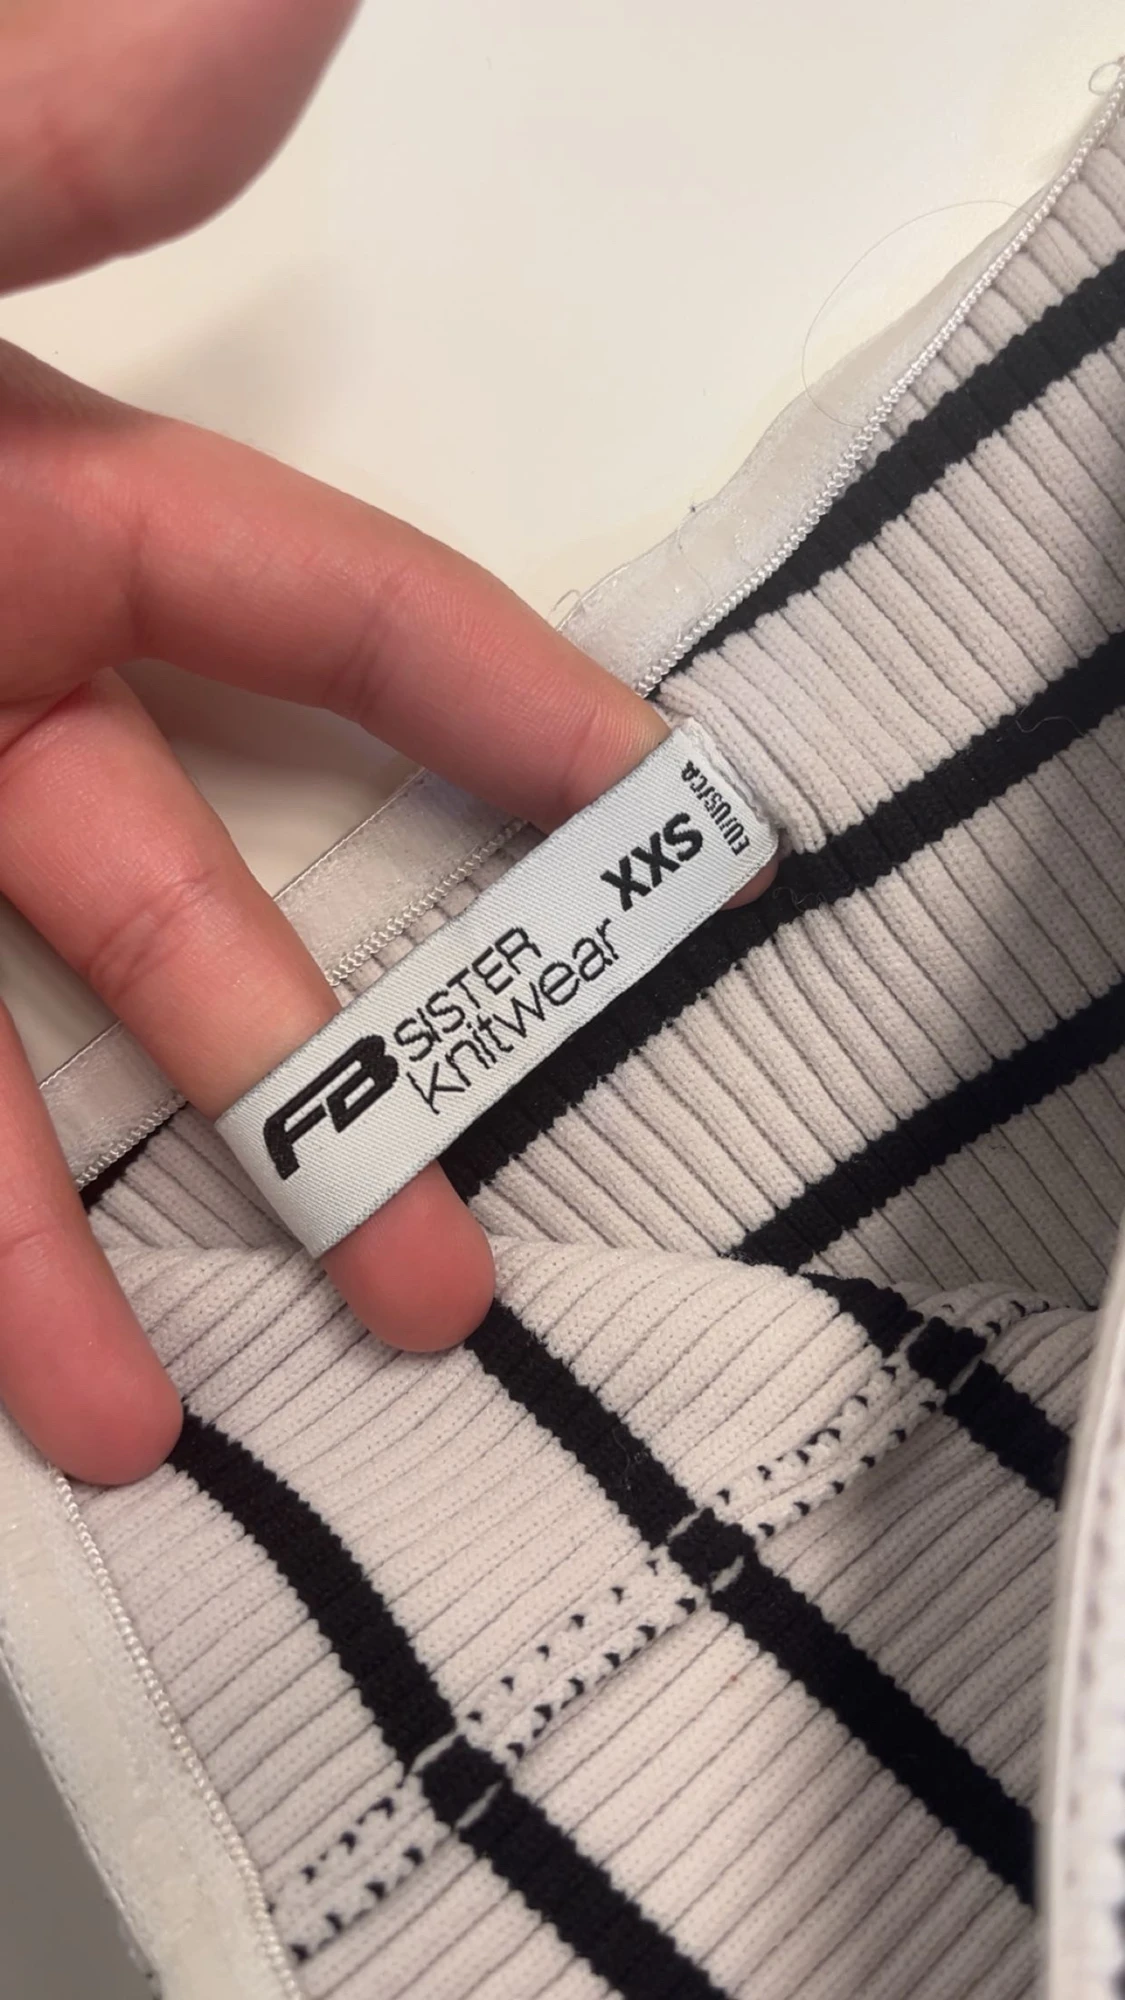 FB SISTER
knitwear
XXS
EU/US/CA